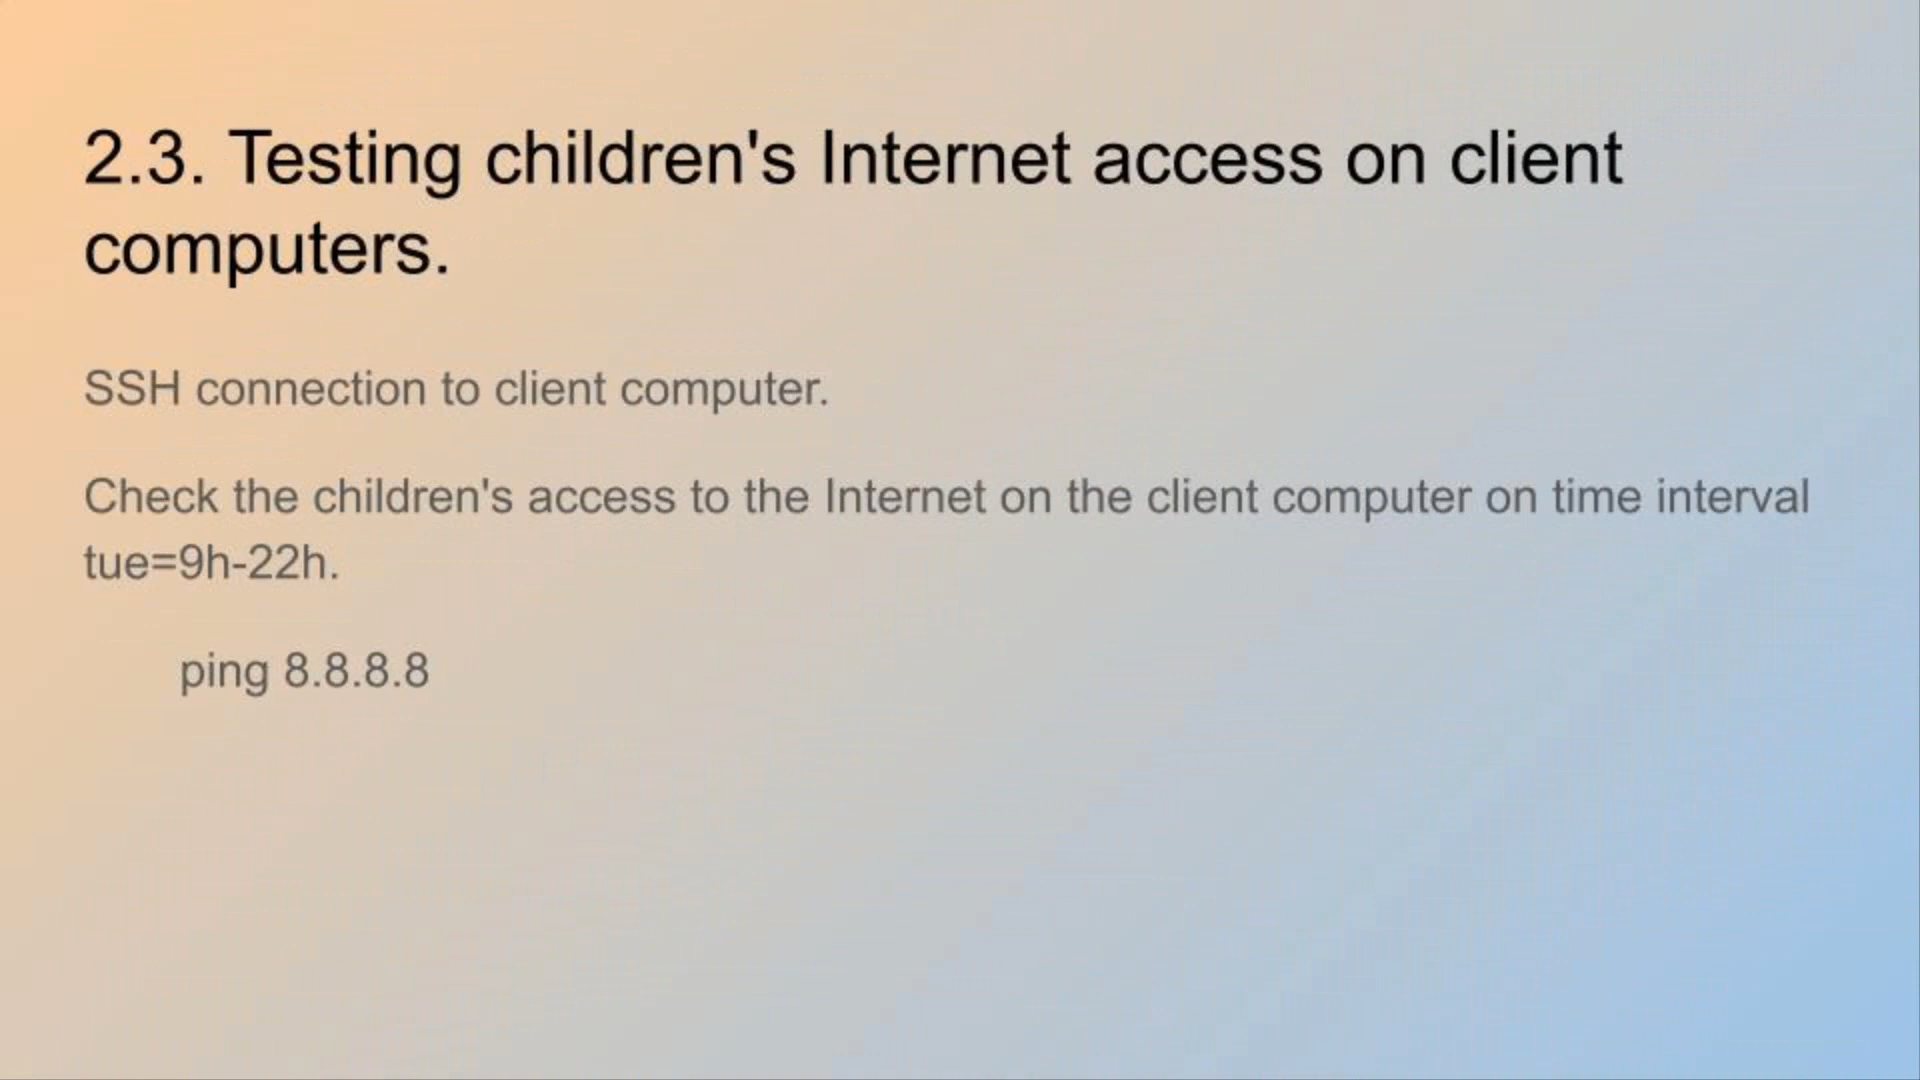 2.3. Testing children's Internet access on client
computers.
SSH connection to client computer.
Check the children's access to the Internet on the client computer on time interval
tue=9h-22h.
ping 8.8.8.8